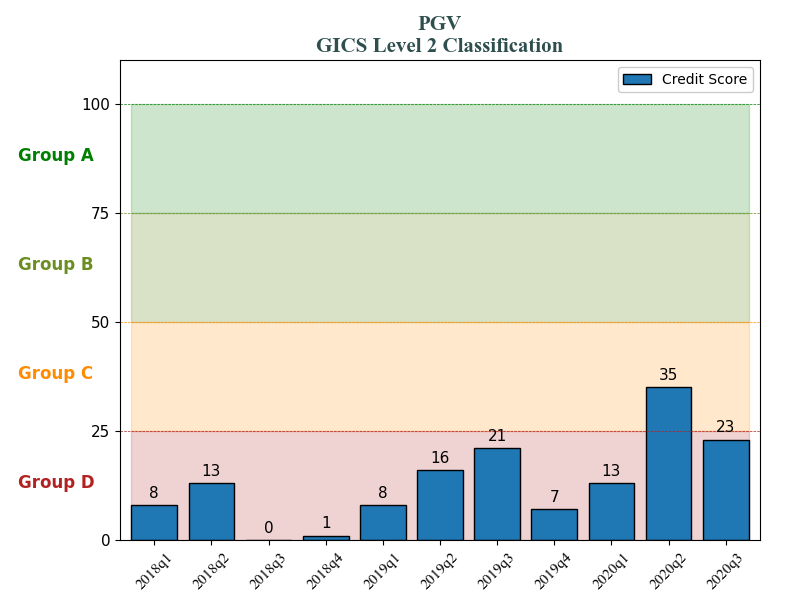 PGV
GICS Level 2 Classification
Credit Score
100
Group A
75
Group B
50
Group C
25
Group D
0
8
13
0
1
8
16
21
7
13
35
23
2018q1
2018q2
2018q3
2018q4
2019q1
2019q2
2019q3
2019q4
2020q1
2020q2
2020q3